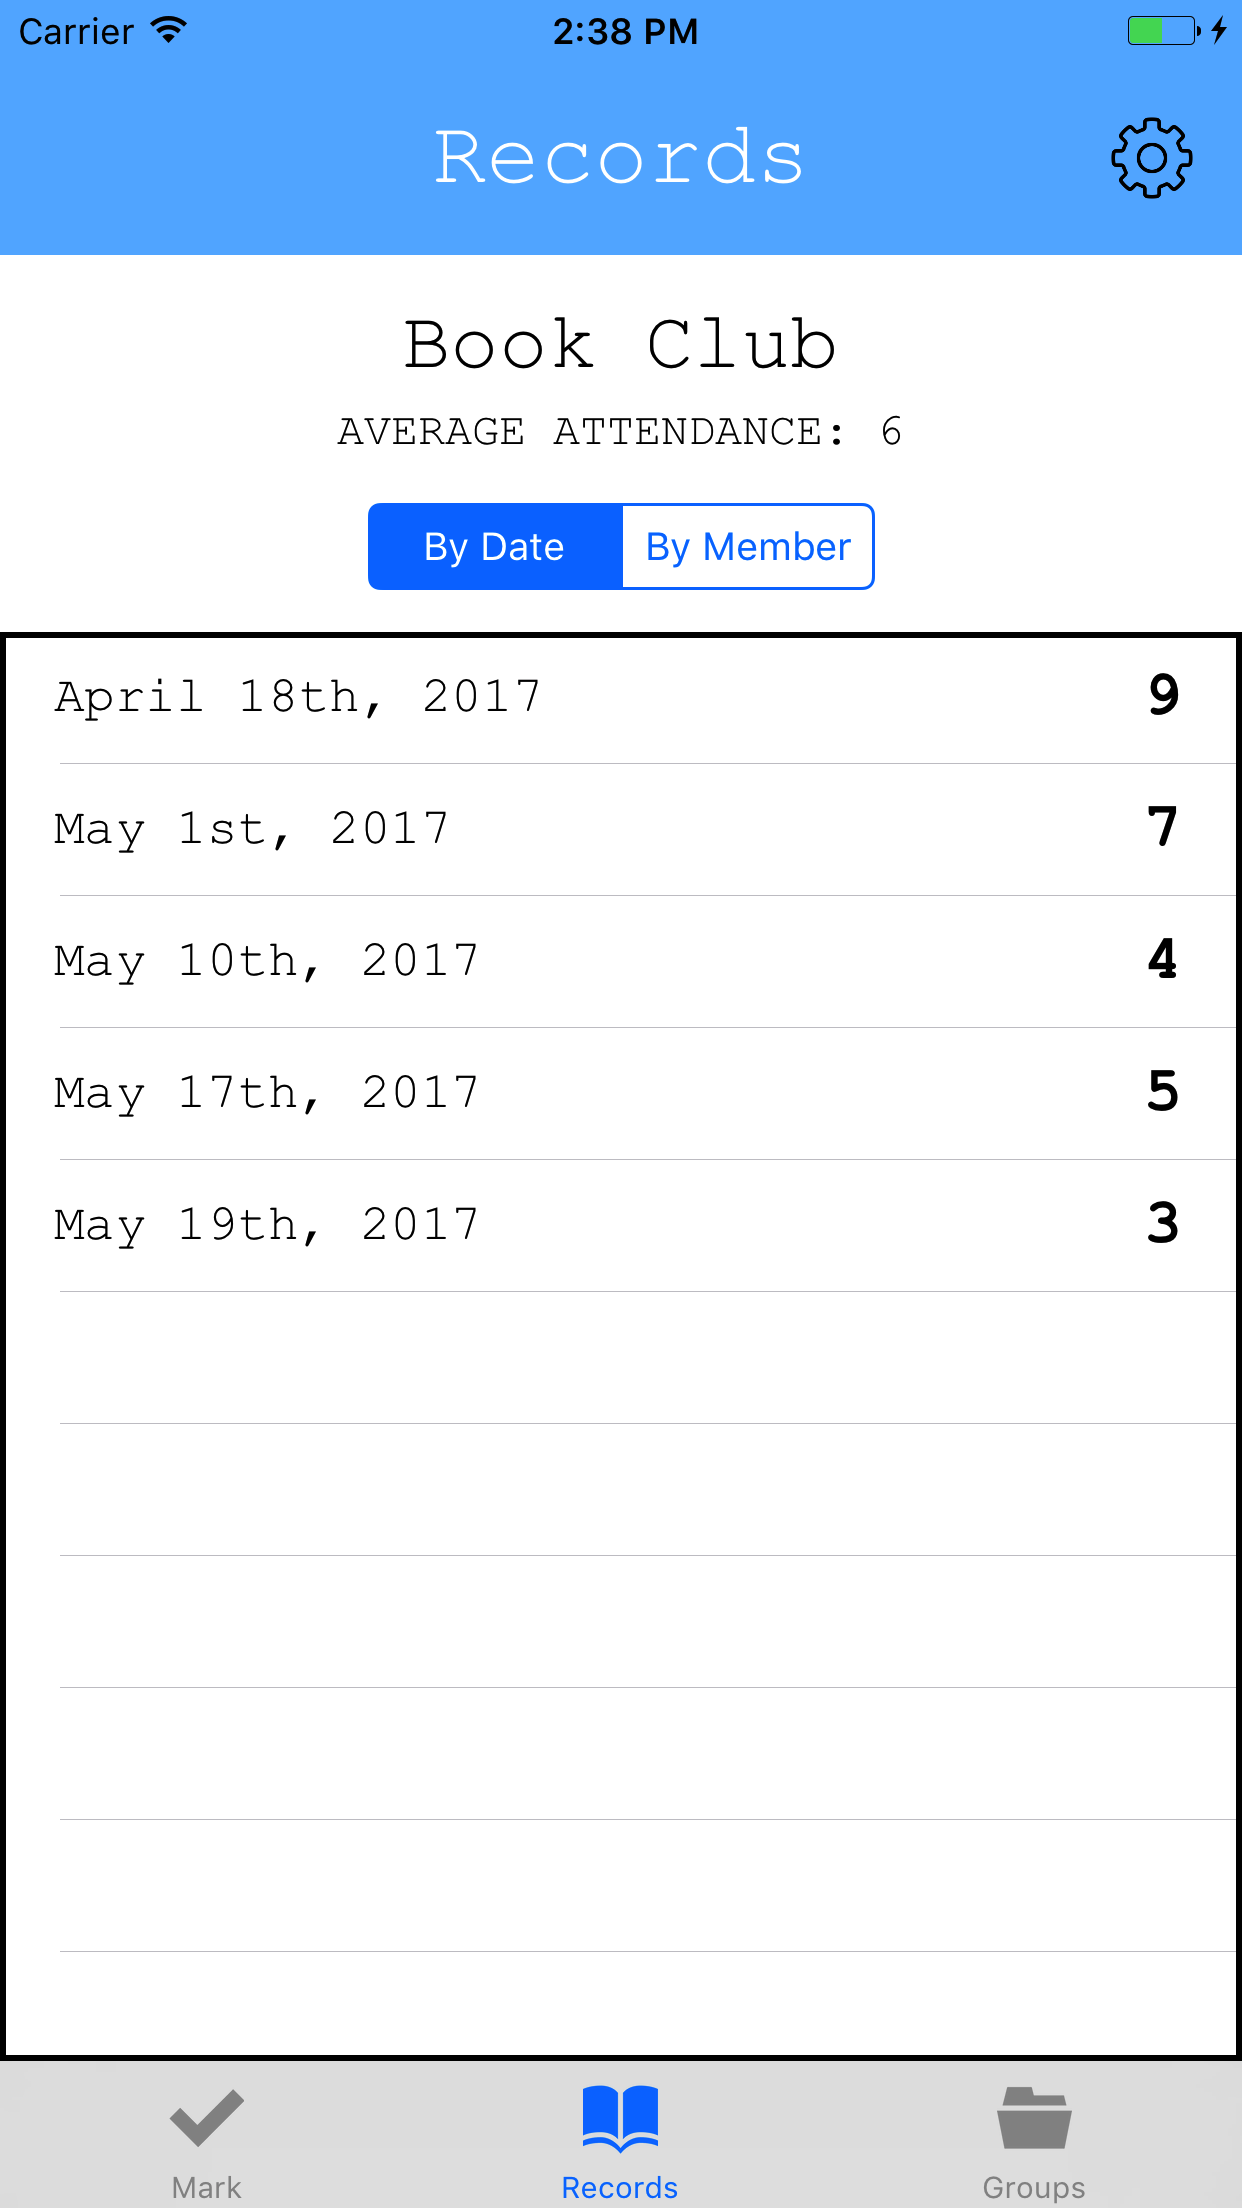 Carrier 2:38 PM
Records
Book Club
AVERAGE ATTENDANCE: 6
By Date By Member
April 18th, 2017 9
May 1st, 2017 7
May 10th, 2017 4
May 17th, 2017 5
May 19th, 2017 3
Mark Records Groups